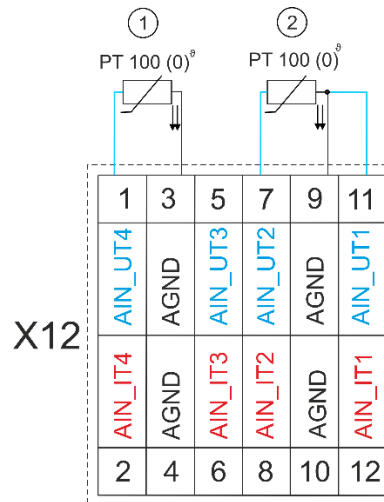 1 2
PT 100 (0)ϑ PT 100 (0)ϑ
1 3 5 7 9 11
AIN_UT4 AGND AIN_UT3 AIN_UT2 AGND AIN_UT1
X12
AIN_IT4 AGND AIN_IT3 AIN_IT2 AGND AIN_IT1
2 4 6 8 10 12